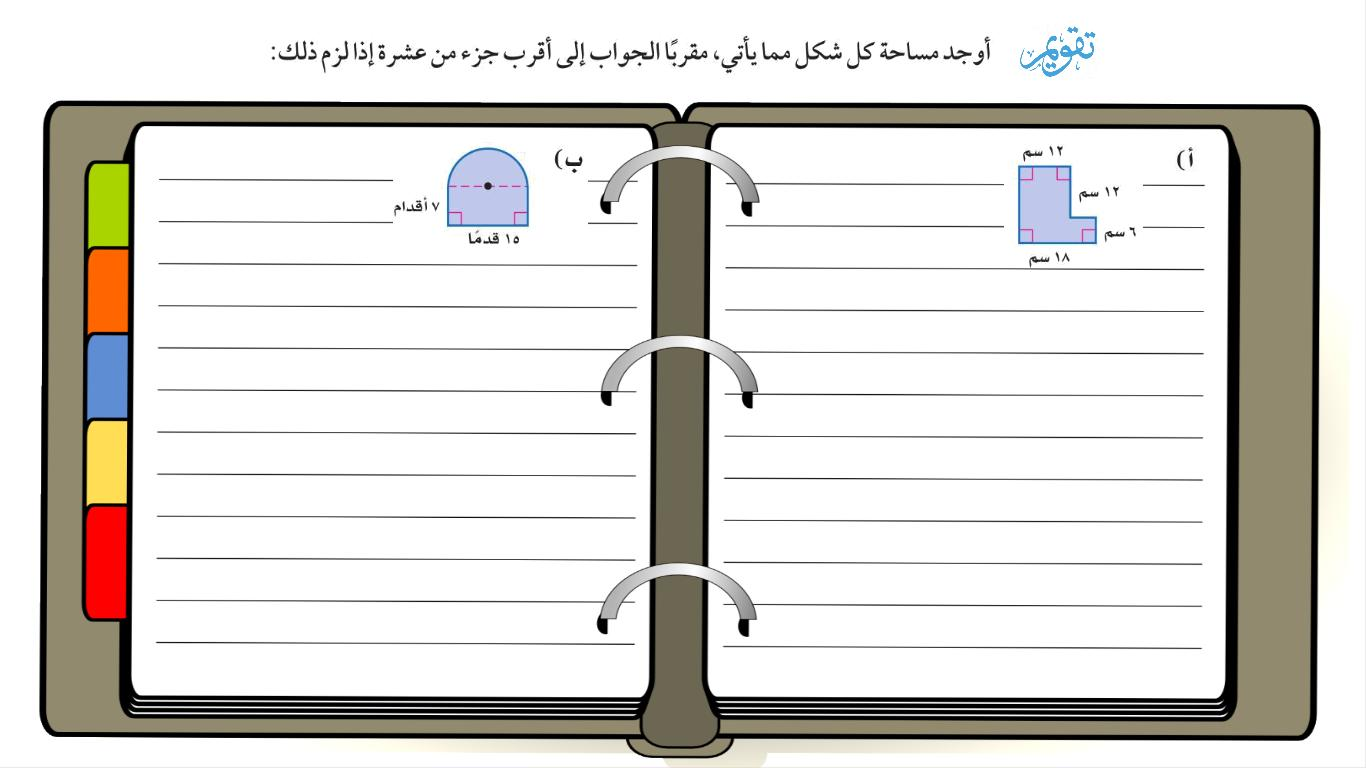 تقويم
أوجد مساحة كل شكل مما يأتي، مقربًا الجواب إلى أقرب جزء من عشرة إذا لزم ذلك:
أ)
١٢ سم
١٢ سم
٦ سم
١٨ سم
ب)
٧ أقدام
١٥ قدمًا